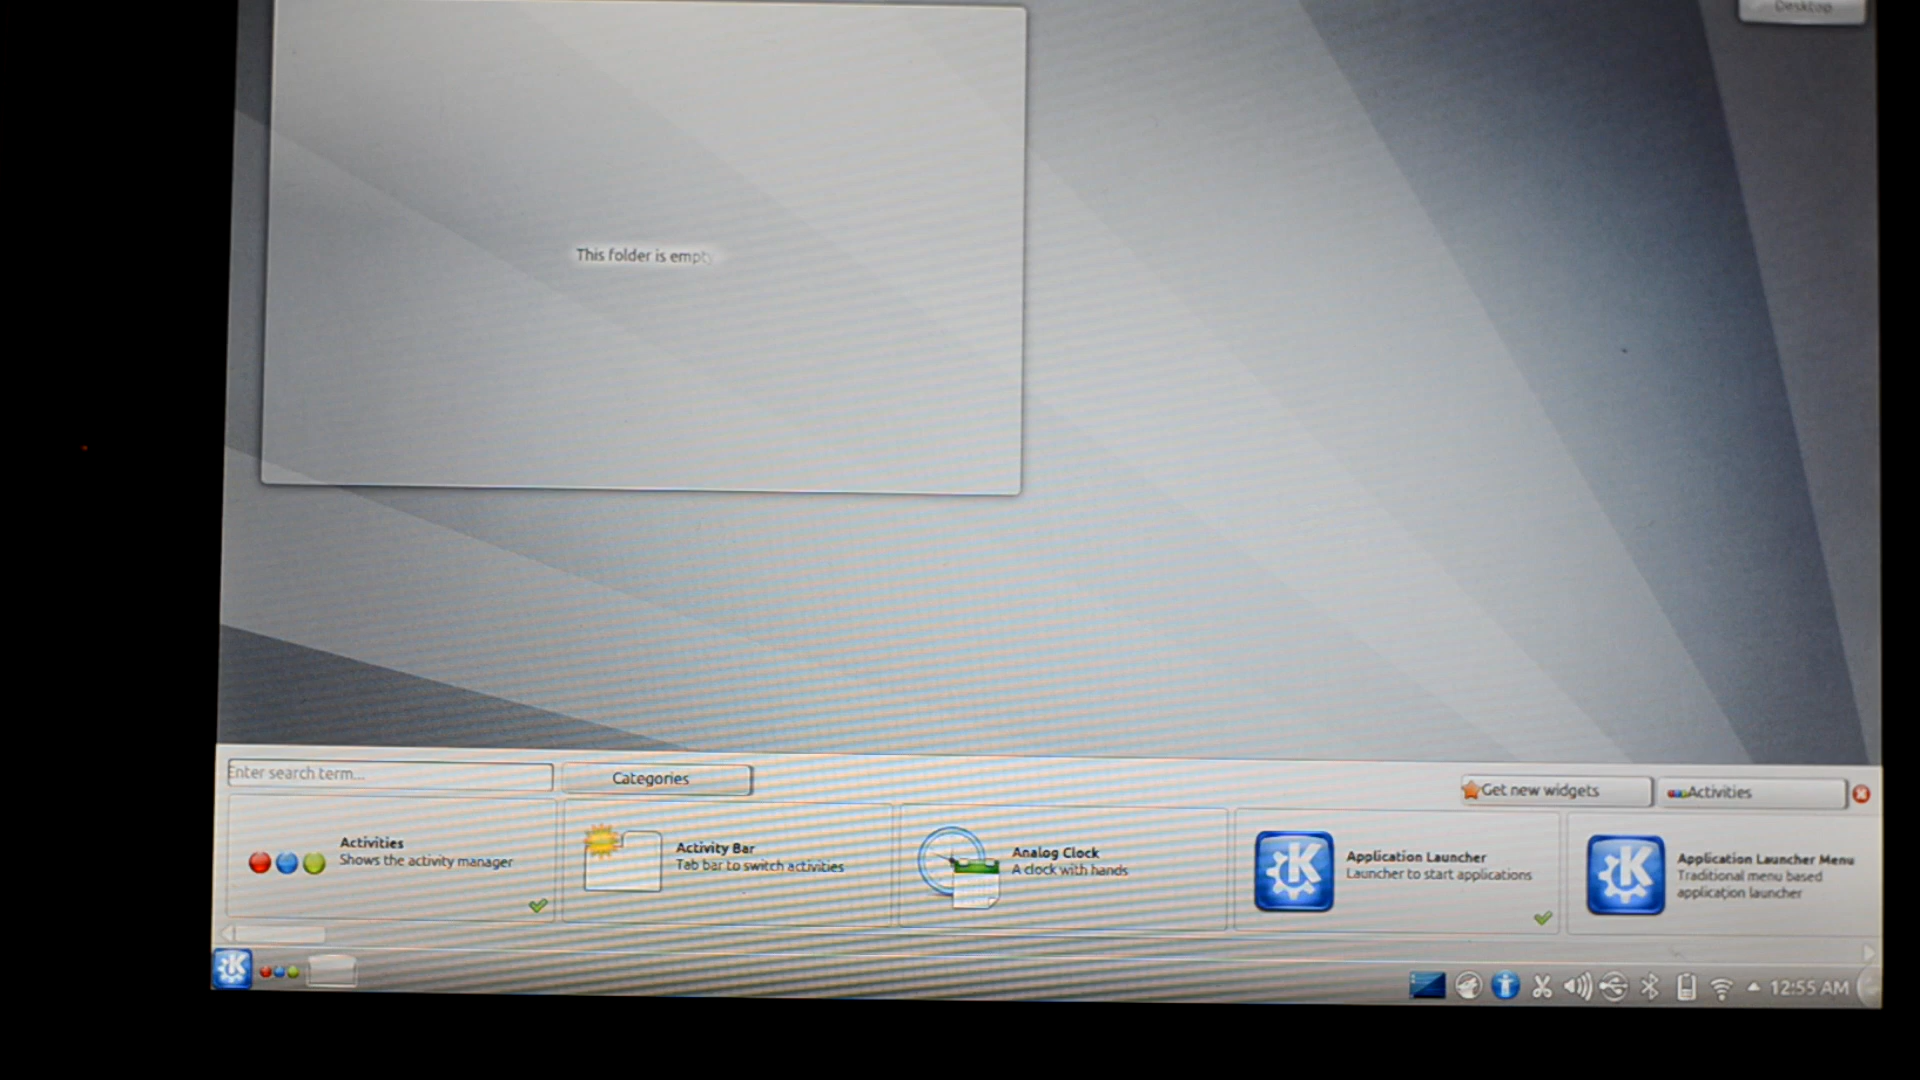 Desktop
This folder is empty
Enter search term...
Categories
Get new widgets
Activities
Activities
Shows the activity manager
Activity Bar
Tab bar to switch activities
Analog Clock
A clock with hands
Application Launcher
Launcher to start applications
Application Launcher Menu
Traditional menu based
application launcher
12:55 AM